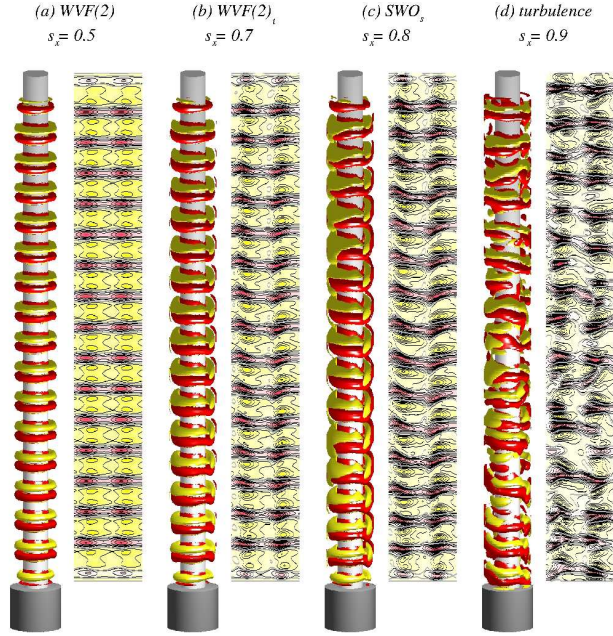 (a) WVF(2)
s_x= 0.5
(b) WVF(2)_t
s_x= 0.7
(c) SWO_s
s_x= 0.8
(d) turbulence
s_x= 0.9